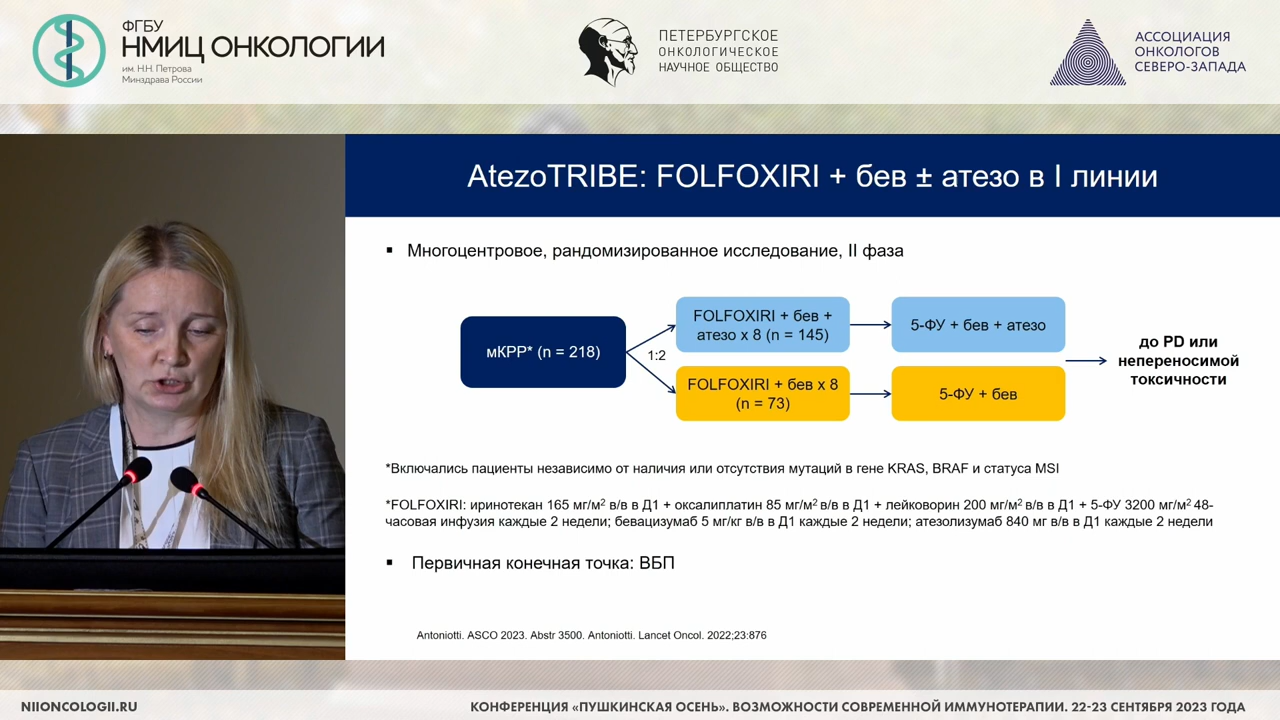 ФГБУ
НМИЦ ОНКОЛОГИИ
им. Н.Н. Петрова
Минздрава России
ПЕТЕРБУРГСКОЕ
ОНКОЛОГИЧЕСКОЕ
НАУЧНОЕ ОБЩЕСТВО
АССОЦИАЦИЯ
ОНКОЛОГОВ
СЕВЕРО-ЗАПАДА
AtezoTRIBE: FOLFOXIRI + бев ± атезо в I линии
▪ Многоцентровое, рандомизированное исследование, II фаза
мКРР* (n = 218)
1:2
FOLFOXIRI + бев +
атезо x 8 (n = 145)
5-ФУ + бев + атезо
FOLFOXIRI + бев x 8
(n = 73)
5-ФУ + бев
до PD или
непереносимой
токсичности
*Включались пациенты независимо от наличия или отсутствия мутаций в гене KRAS, BRAF и статуса MSI
*FOLFOXIRI: иринотекан 165 мг/м² в/в в Д1 + оксалиплатин 85 мг/м² в/в в Д1 + лейковорин 200 мг/м² в/в в Д1 + 5-ФУ 3200 мг/м² 48-
часовая инфузия каждые 2 недели; бевацизумаб 5 мг/кг в/в в Д1 каждые 2 недели; атезолизумаб 840 мг в/в в Д1 каждые 2 недели
▪ Первичная конечная точка: ВБП
Antoniotti. ASCO 2023. Abstr 3500. Antoniotti. Lancet Oncol. 2022;23:876
NIIONCOLOGII.RU
КОНФЕРЕНЦИЯ «ПУШКИНСКАЯ ОСЕНЬ». ВОЗМОЖНОСТИ СОВРЕМЕННОЙ ИММУНОТЕРАПИИ. 22-23 СЕНТЯБРЯ 2023 ГОДА